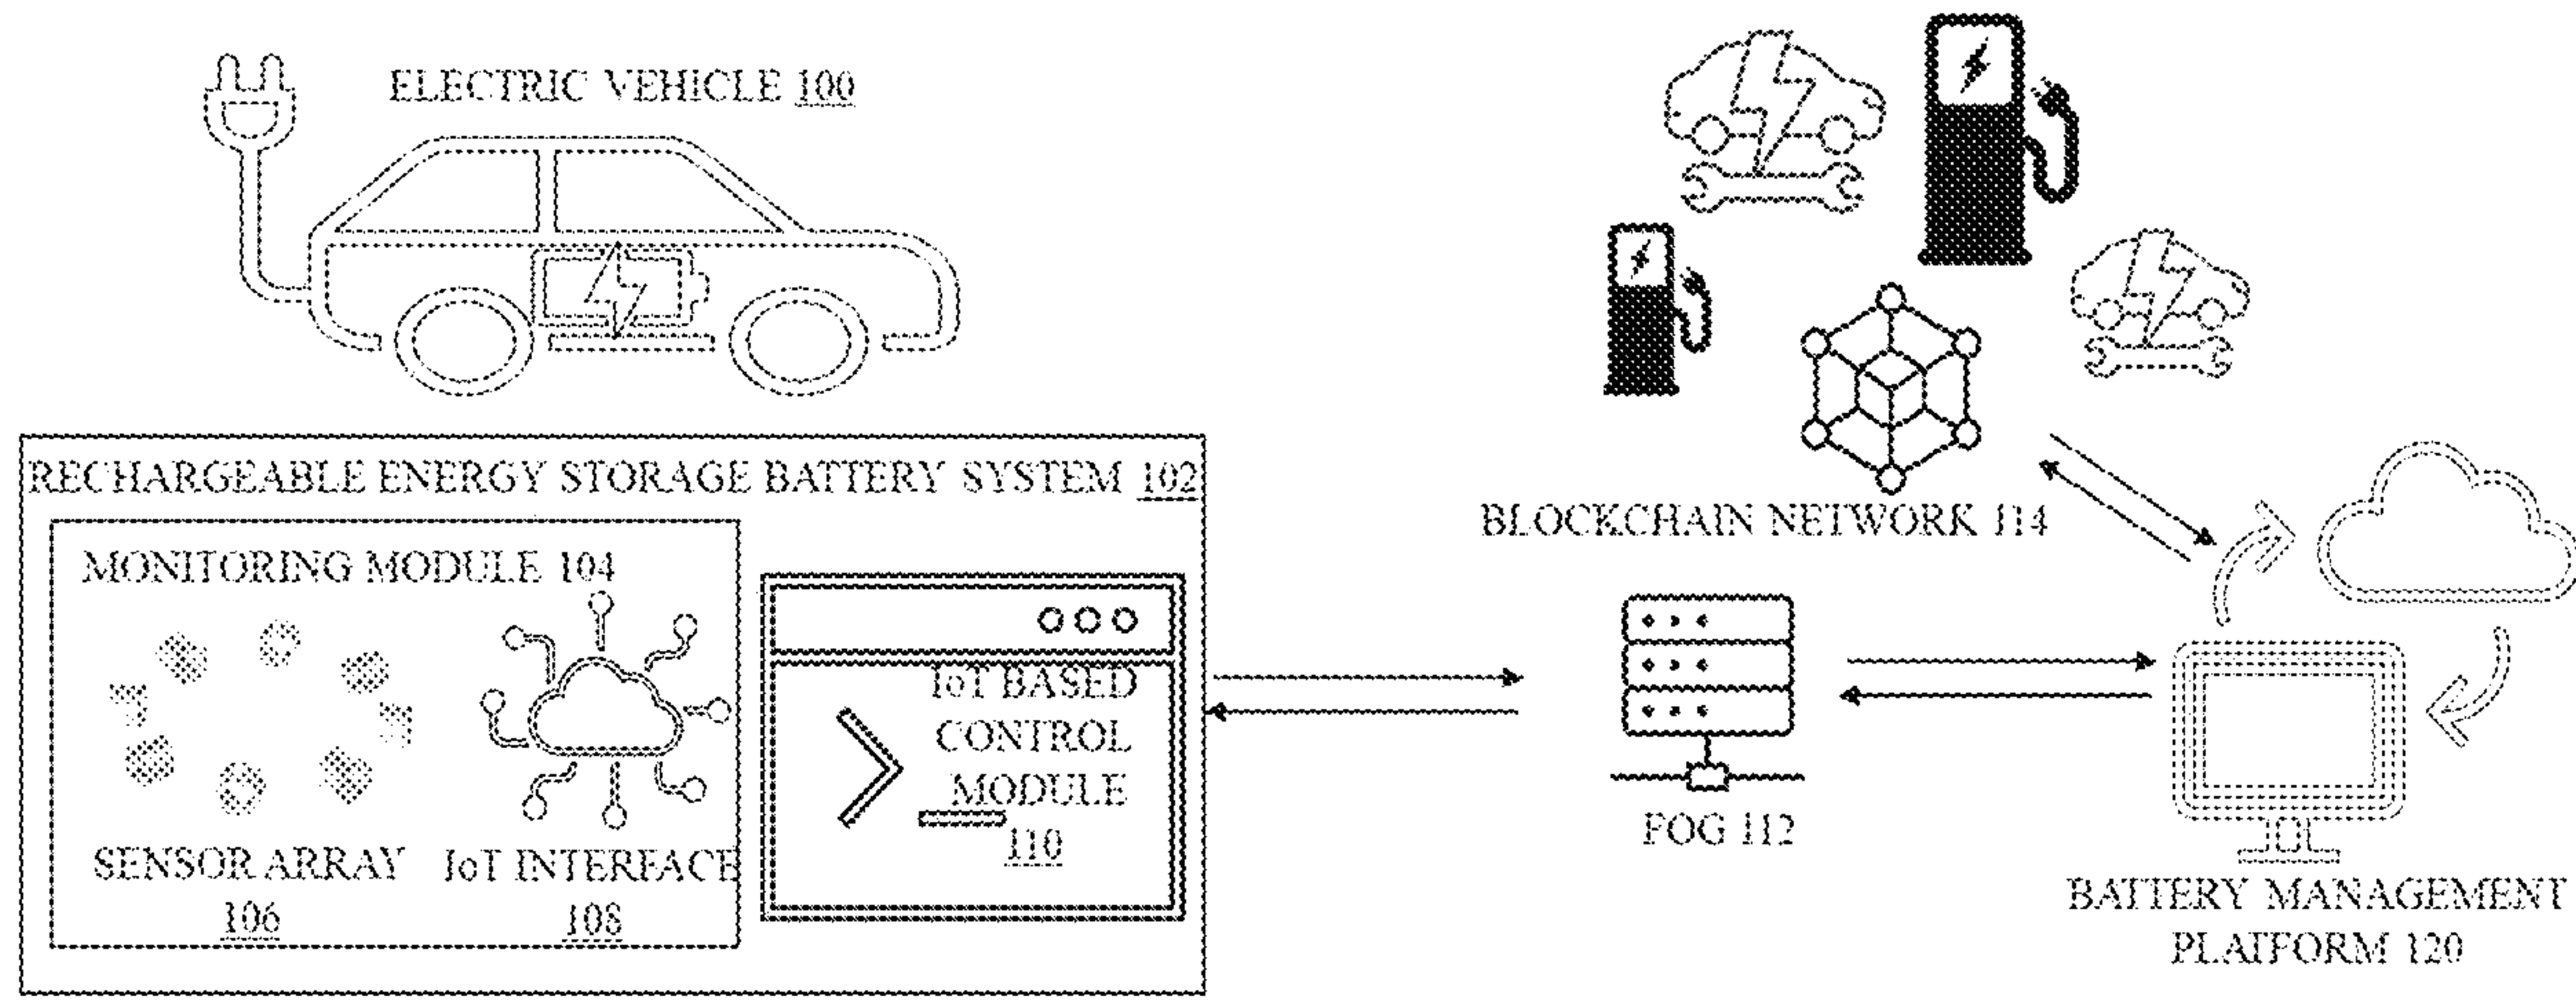 ELECTRIC VEHICLE 100
RECHARGEABLE ENERGY STORAGE BATTERY SYSTEM 102
MONITORING MODULE 104
SENSOR ARRAY
106
IoT INTERFACE
108
IoT BASED
CONTROL
MODULE
110
BLOCKCHAIN NETWORK 114
FOG 112
BATTERY MANAGEMENT
PLATFORM 120